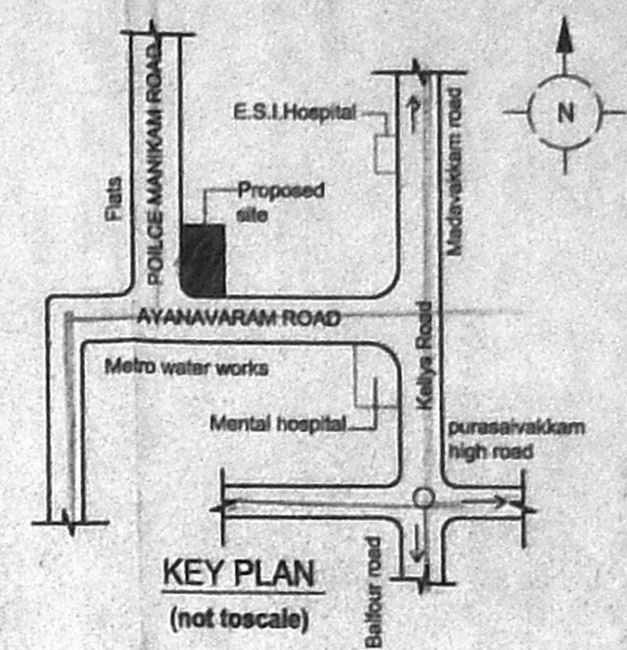 POILCE MANIKAM ROAD
Flats
E.S.I.Hospital
Proposed
site
Madavakkam road
N
AYANAVARAM ROAD
Metro water works
Kellys Road
Mental hospital
purasaivakkam
high road
Balfour road
KEY PLAN
(not toscale)